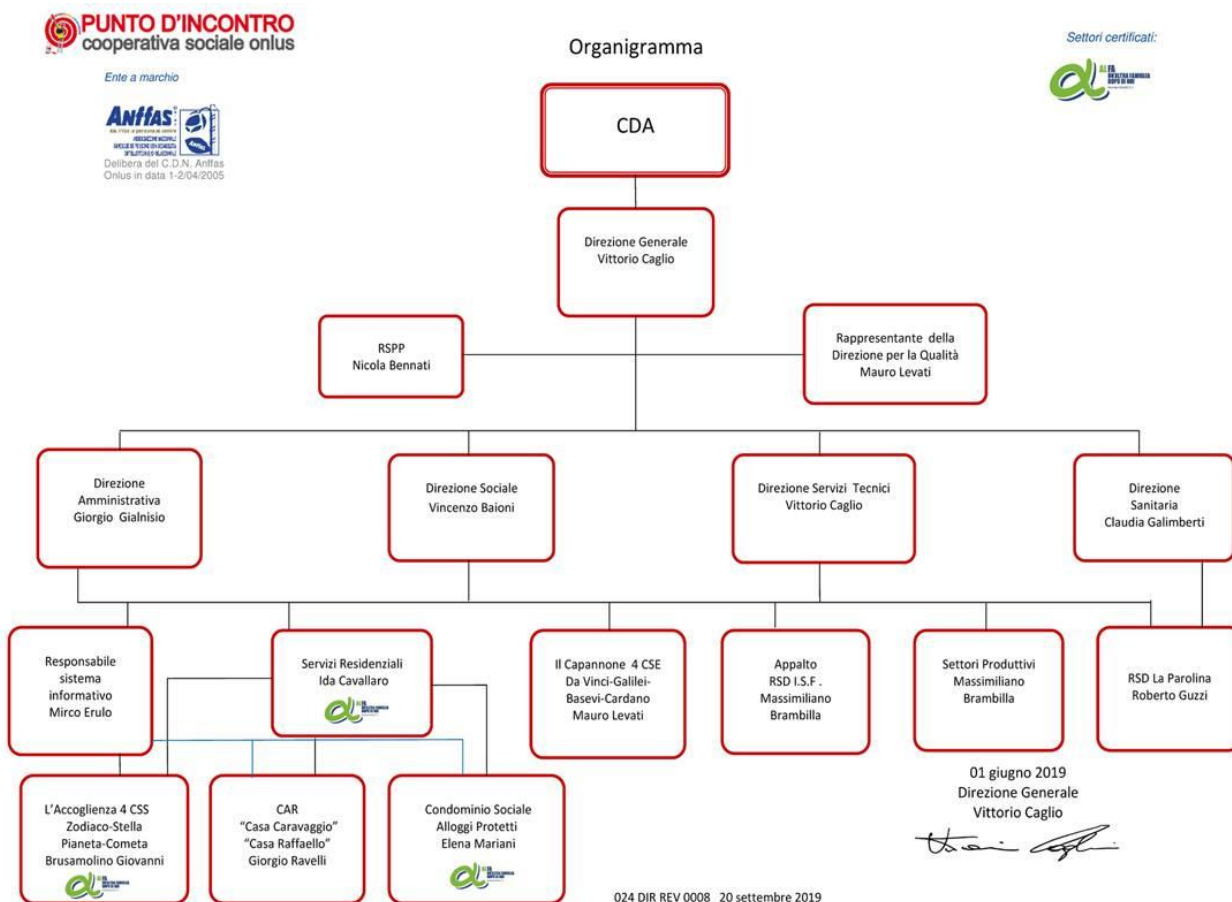 PUNTO D'INCONTRO
cooperativa sociale onlus
Organigramma
Settori certificati:
Ente a marchio
ANffAS
Delibera del C.D.N. Anffas
Onlus in data 1-2/04/2005
CDA
Direzione Generale
Vittorio Caglio
RSPP
Nicola Bennati
Rappresentante della
Direzione per la Qualità
Mauro Levati
Direzione
Amministrativa
Giorgio Gialnisio
Direzione Sociale
Vincenzo Baioni
Direzione Servizi Tecnici
Vittorio Caglio
Direzione
Sanitaria
Claudia Galimberti
Responsabile
sistema
informativo
Mirco Erulo
Servizi Residenziali
Ida Cavallaro
Il Capannone 4 CSE
Da Vinci-Galilei-
Basevi-Cardano
Mauro Levati
Appalto
RSD I.S.F .
Massimiliano
Brambilla
Settori Produttivi
Massimiliano
Brambilla
RSD La Parolina
Roberto Guzzi
L'Accoglienza 4 CSS
Zodiaco-Stella
Pianeta-Cometa
Brusamolino Giovanni
CAR
“Casa Caravaggio”
“Casa Raffaello”
Giorgio Ravelli
Condominio Sociale
Alloggi Protetti
Elena Mariani
01 giugno 2019
Direzione Generale
Vittorio Caglio
024 DIR REV 0008 20 settembre 2019